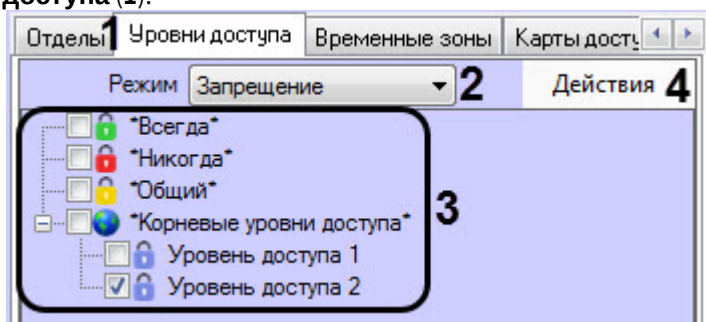 доступа (1).
Отделы 1 Уровни доступа Временные зоны Карты досту
Режим Запрещение 2 Действия 4
*Всегда*
*Никогда*
*Общий*
*Корневые уровни доступа* 3
Уровень доступа 1
Уровень доступа 2